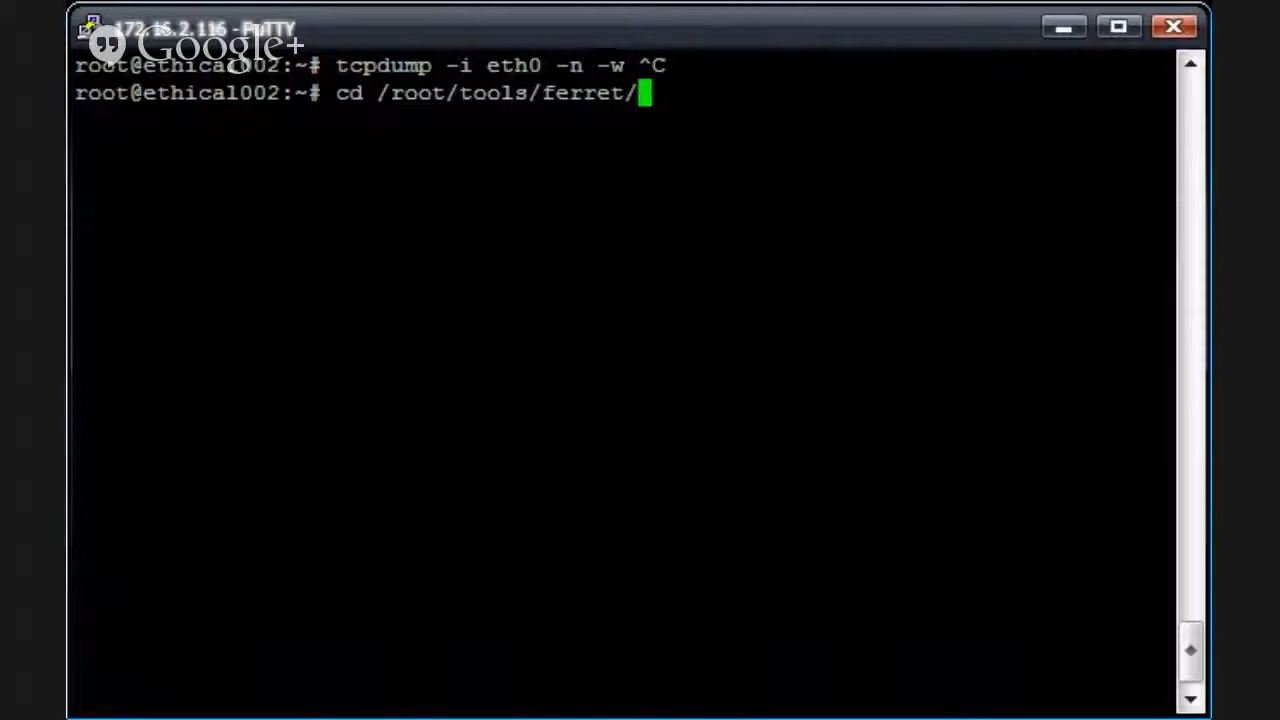 172.16.2.116 - PuTTY
Google+
root@ethical002:~# tcpdump -i eth0 -n -w ^C
root@ethical002:~# cd /root/tools/ferret/